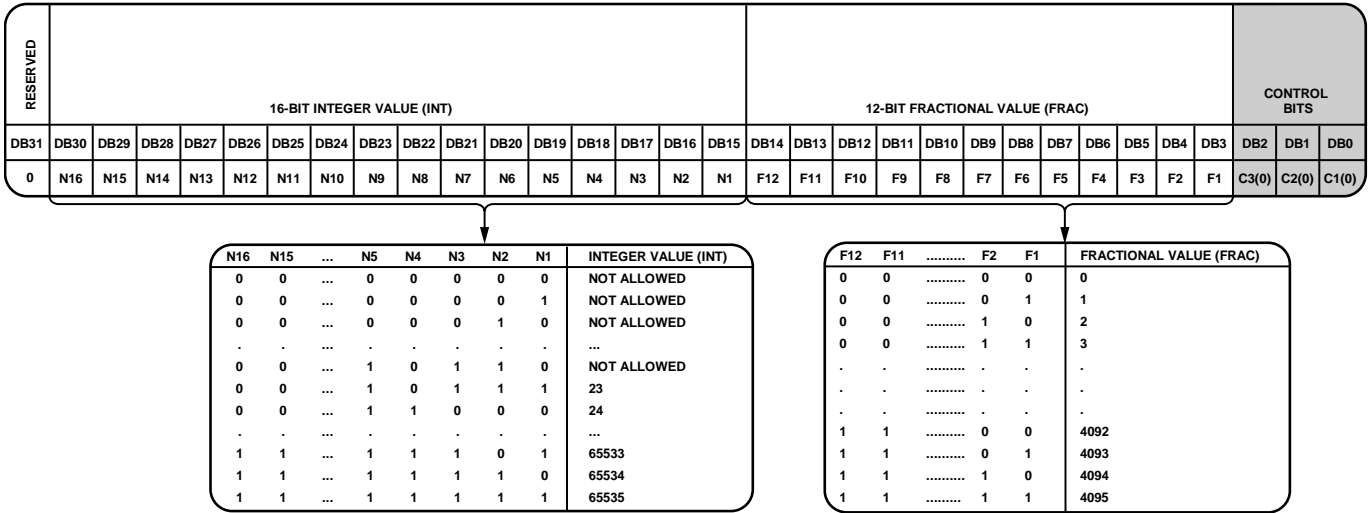 RESERVED
16-BIT INTEGER VALUE (INT) 12-BIT FRACTIONAL VALUE (FRAC) CONTROL BITS
DB31 DB30 DB29 DB28 DB27 DB26 DB25 DB24 DB23 DB22 DB21 DB20 DB19 DB18 DB17 DB16 DB15 DB14 DB13 DB12 DB11 DB10 DB9 DB8 DB7 DB6 DB5 DB4 DB3 DB2 DB1 DB0
0 N16 N15 N14 N13 N12 N11 N10 N9 N8 N7 N6 N5 N4 N3 N2 N1 F12 F11 F10 F9 F8 F7 F6 F5 F4 F3 F2 F1 C3(0) C2(0) C1(0)
N16 N15 ... N5 N4 N3 N2 N1 INTEGER VALUE (INT)
0 0 ... 0 0 0 0 0 NOT ALLOWED
0 0 ... 0 0 0 0 1 NOT ALLOWED
0 0 ... 0 0 0 1 0 NOT ALLOWED
. . ... . . . . . ...
0 0 ... 1 0 1 1 0 NOT ALLOWED
0 0 ... 1 0 1 1 1 23
0 0 ... 1 1 0 0 0 24
. . ... . . . . . ...
1 1 ... 1 1 1 0 1 65533
1 1 ... 1 1 1 1 0 65534
1 1 ... 1 1 1 1 1 65535
F12 F11 .......... F2 F1 FRACTIONAL VALUE (FRAC)
0 0 .......... 0 0 0
0 0 .......... 0 1 1
0 0 .......... 1 0 2
0 0 .......... 1 1 3
. . .......... . . .
. . .......... . . .
. . .......... . . .
1 1 .......... 0 0 4092
1 1 .......... 0 1 4093
1 1 .......... 1 0 4094
1 1 ......... 1 1 4095